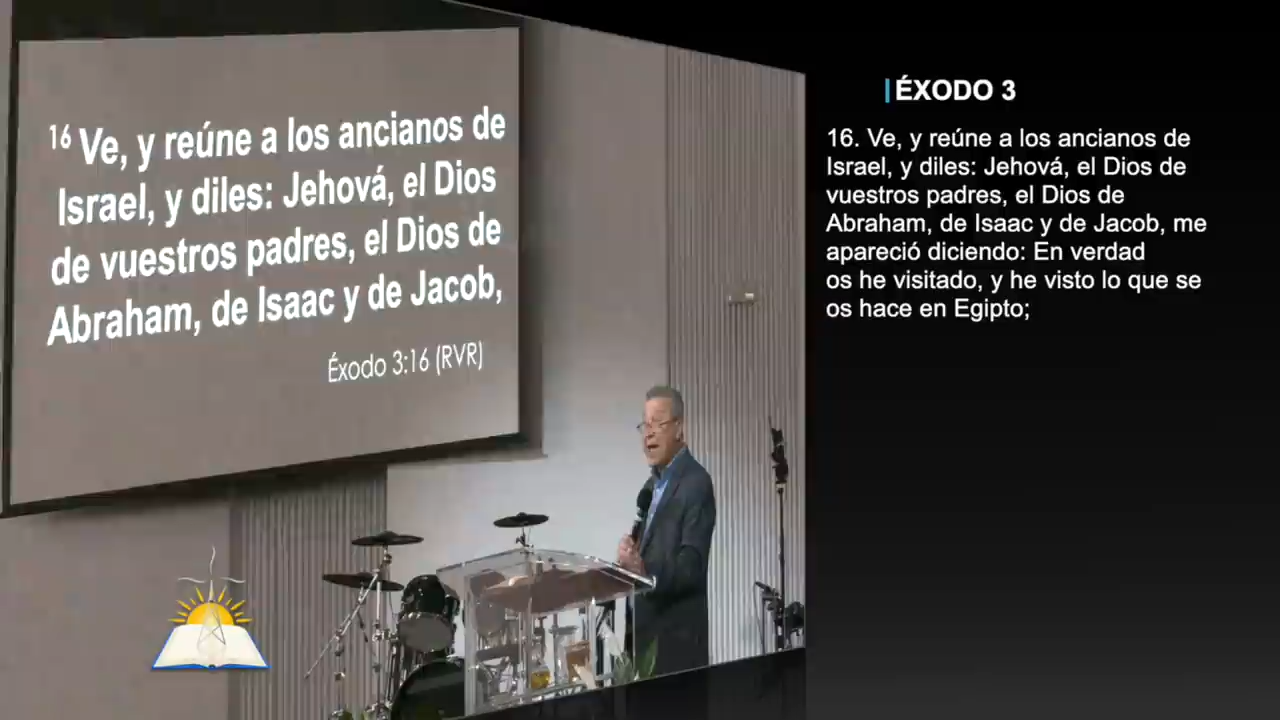 16 Ve, y reúne a los ancianos de
Israel, y diles: Jehová, el Dios
de vuestros padres, el Dios de
Abraham, de Isaac y de Jacob,
Éxodo 3:16 (RVR)
ÉXODO 3
16. Ve, y reúne a los ancianos de
Israel, y diles: Jehová, el Dios de
vuestros padres, el Dios de
Abraham, de Isaac y de Jacob, me
apareció diciendo: En verdad
os he visitado, y he visto lo que se
os hace en Egipto;